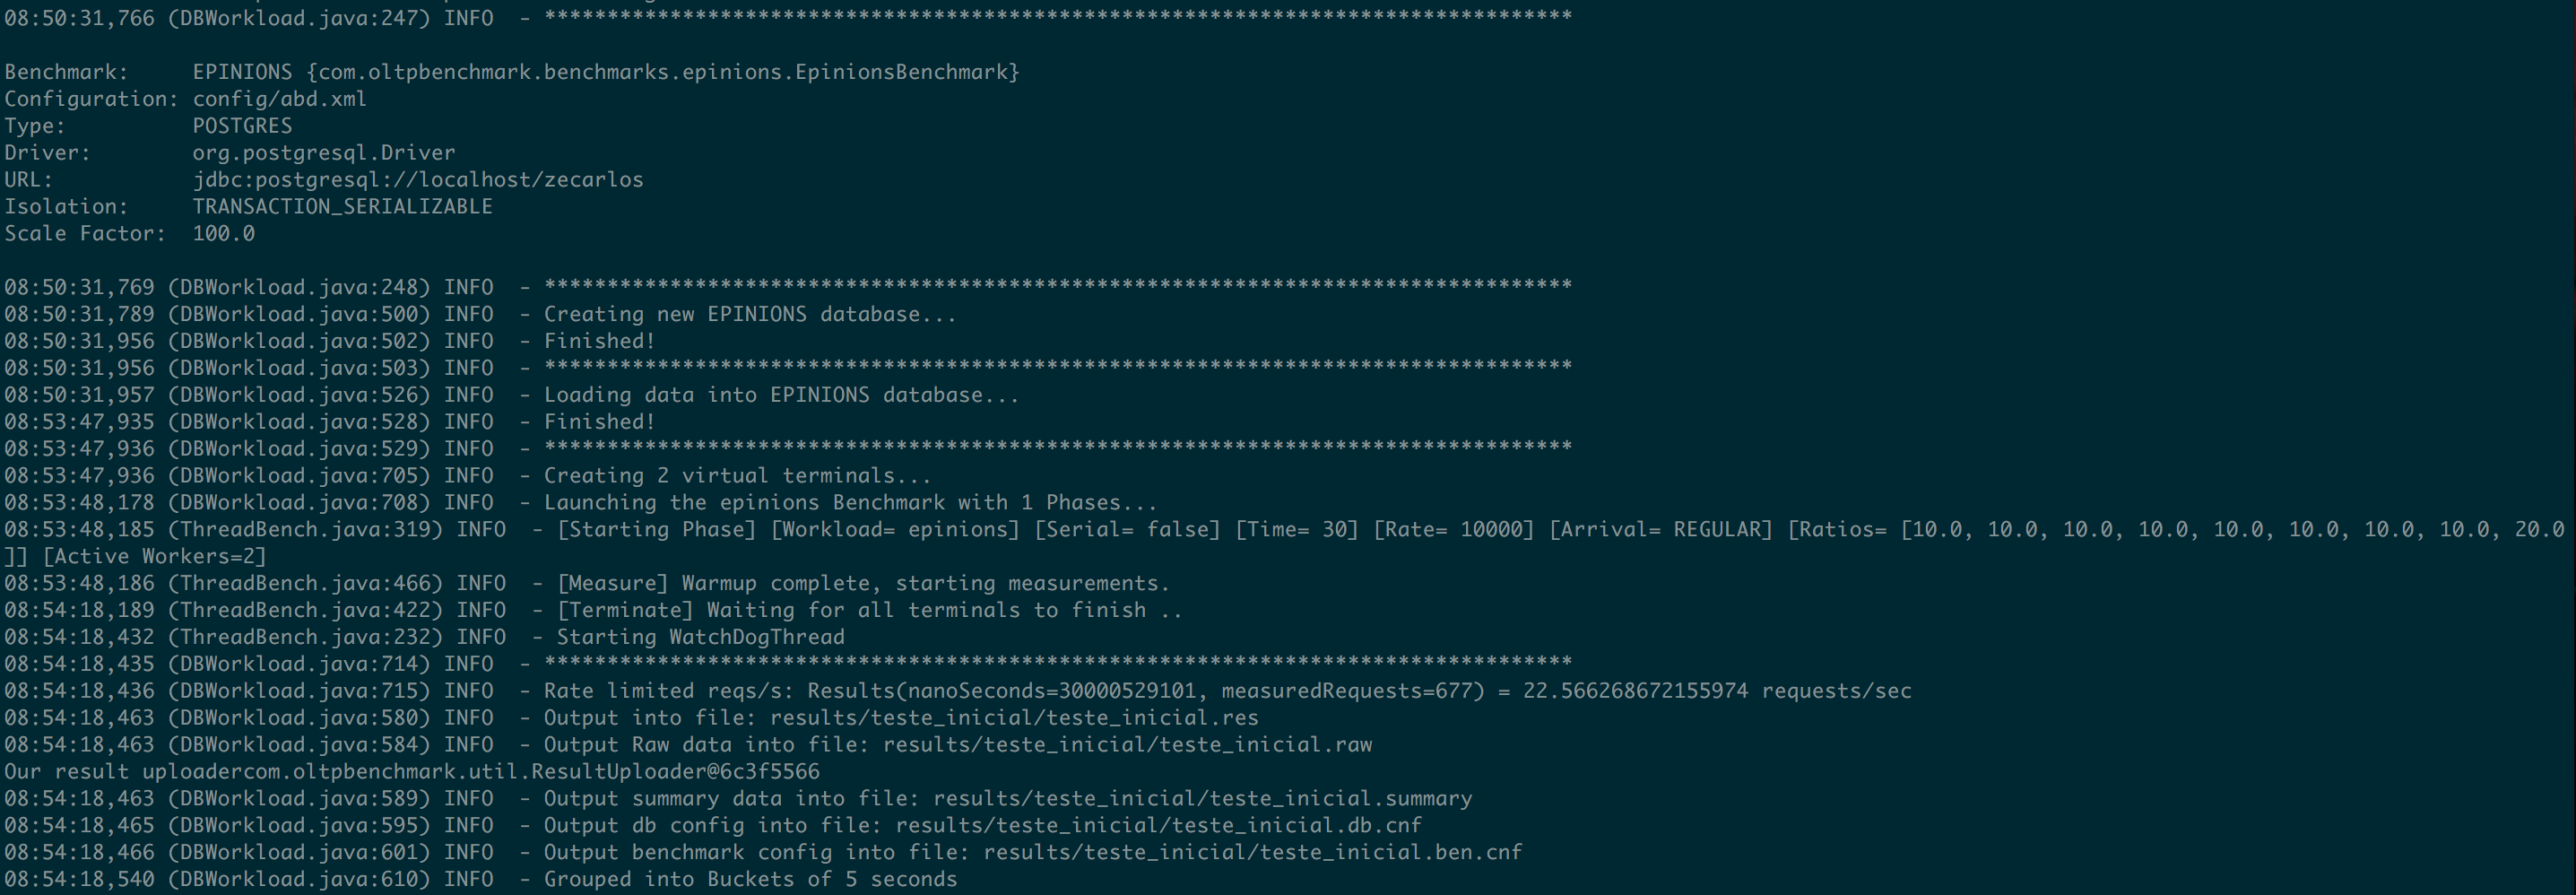 08:50:31,766 (DBWorkload.java:247) INFO  - **********************************************************************************
Benchmark:     EPINIONS {com.oltpbenchmark.benchmarks.epinions.EpinionsBenchmark}
Configuration: config/abd.xml
Type:          POSTGRES
Driver:        org.postgresql.Driver
URL:           jdbc:postgresql://localhost/zecarlos
Isolation:     TRANSACTION_SERIALIZABLE
Scale Factor:  100.0
08:50:31,769 (DBWorkload.java:248) INFO  - **********************************************************************************
08:50:31,789 (DBWorkload.java:500) INFO  - Creating new EPINIONS database...
08:50:31,956 (DBWorkload.java:502) INFO  - Finished!
08:50:31,956 (DBWorkload.java:503) INFO  - **********************************************************************************
08:50:31,957 (DBWorkload.java:526) INFO  - Loading data into EPINIONS database...
08:53:47,935 (DBWorkload.java:528) INFO  - Finished!
08:53:47,936 (DBWorkload.java:529) INFO  - **********************************************************************************
08:53:47,936 (DBWorkload.java:705) INFO  - Creating 2 virtual terminals...
08:53:48,178 (DBWorkload.java:708) INFO  - Launching the epinions Benchmark with 1 Phases...
08:53:48,185 (ThreadBench.java:319) INFO  - [Starting Phase] [Workload= epinions] [Serial= false] [Time= 30] [Rate= 10000] [Arrival= REGULAR] [Ratios= [10.0, 10.0, 10.0, 10.0, 10.0, 10.0, 10.0, 10.0, 20.0
]] [Active Workers=2]
08:53:48,186 (ThreadBench.java:466) INFO  - [Measure] Warmup complete, starting measurements.
08:54:18,189 (ThreadBench.java:422) INFO  - [Terminate] Waiting for all terminals to finish ..
08:54:18,432 (ThreadBench.java:232) INFO  - Starting WatchDogThread
08:54:18,435 (DBWorkload.java:714) INFO  - **********************************************************************************
08:54:18,436 (DBWorkload.java:715) INFO  - Rate limited reqs/s: Results(nanoSeconds=30000529101, measuredRequests=677) = 22.566268672155974 requests/sec
08:54:18,463 (DBWorkload.java:580) INFO  - Output into file: results/teste_inicial/teste_inicial.res
08:54:18,463 (DBWorkload.java:584) INFO  - Output Raw data into file: results/teste_inicial/teste_inicial.raw
Our result uploadercom.oltpbenchmark.util.ResultUploader@6c3f5566
08:54:18,463 (DBWorkload.java:589) INFO  - Output summary data into file: results/teste_inicial/teste_inicial.summary
08:54:18,465 (DBWorkload.java:595) INFO  - Output db config into file: results/teste_inicial/teste_inicial.db.cnf
08:54:18,466 (DBWorkload.java:601) INFO  - Output benchmark config into file: results/teste_inicial/teste_inicial.ben.cnf
08:54:18,540 (DBWorkload.java:610) INFO  - Grouped into Buckets of 5 seconds